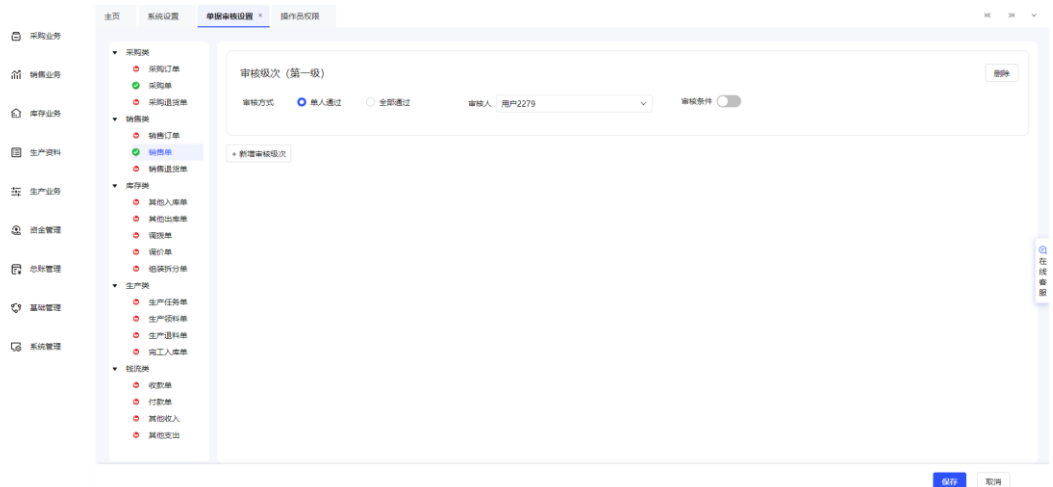 主页 系统设置 单据审核设置 × 操作员权限
采购业务
销售业务
库存业务
生产资料
生产业务
资金管理
总账管理
基础管理
系统管理
采购类
采购订单
采购单
采购退货单
销售类
销售订单
销售单
销售退货单
库存类
其他入库单
其他出库单
调拨单
调价单
组装拆分单
生产类
生产任务单
生产领料单
生产退料单
完工入库单
钱流类
收款单
付款单
其他收入
其他支出
审核级次（第一级）
删除
审核方式 单人通过 全部通过 审核人 用户2279 审核条件
+ 新增审核级次
在线客服
保存 取消